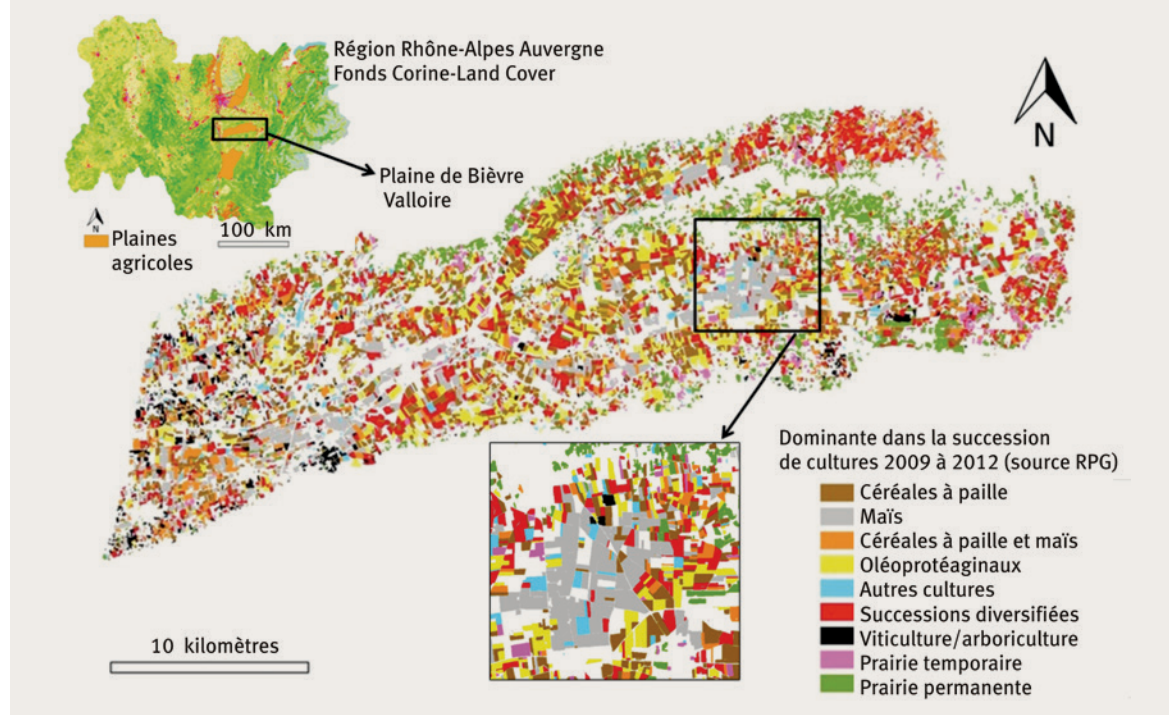 Région Rhône-Alpes Auvergne
Fonds Corine-Land Cover
N
Plaine de Bièvre
Valloire
N
100 km
Plaines
agricoles
Dominante dans la succession
de cultures 2009 à 2012 (source RPG)
Céréales à paille
Maïs
Céréales à paille et maïs
Oléoprotéaginaux
Autres cultures
Successions diversifiées
Viticulture/arboriculture
Prairie temporaire
Prairie permanente
10 kilomètres